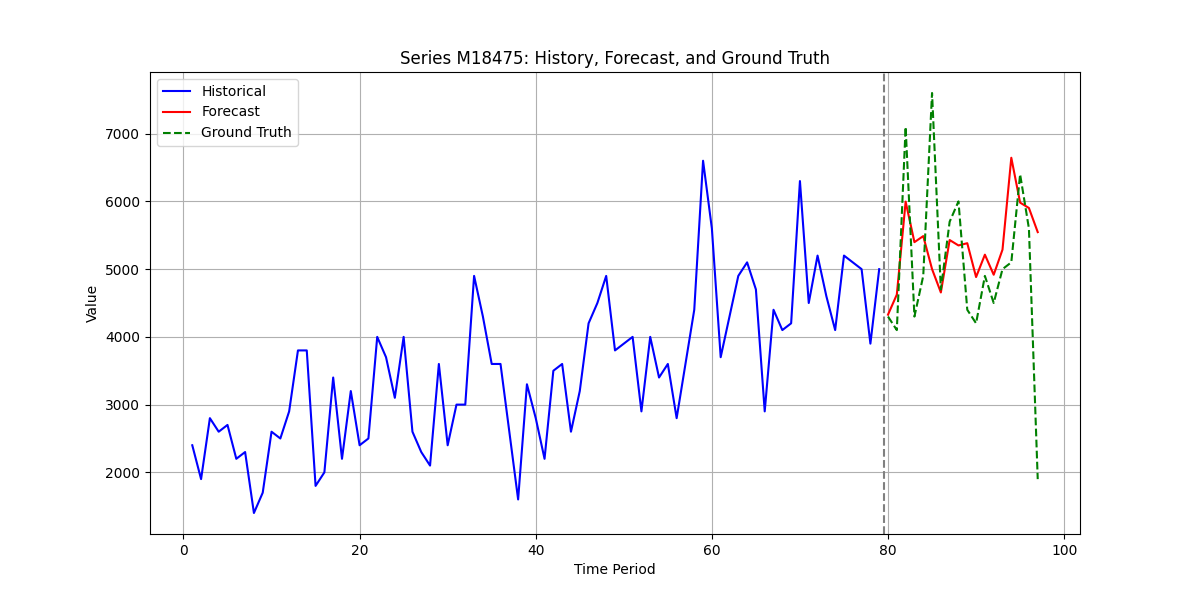 Series M18475: History, Forecast, and Ground Truth
Historical
Forecast
Ground Truth
7000
6000
5000
4000
3000
2000
Value
0 20 40 60 80 100
Time Period